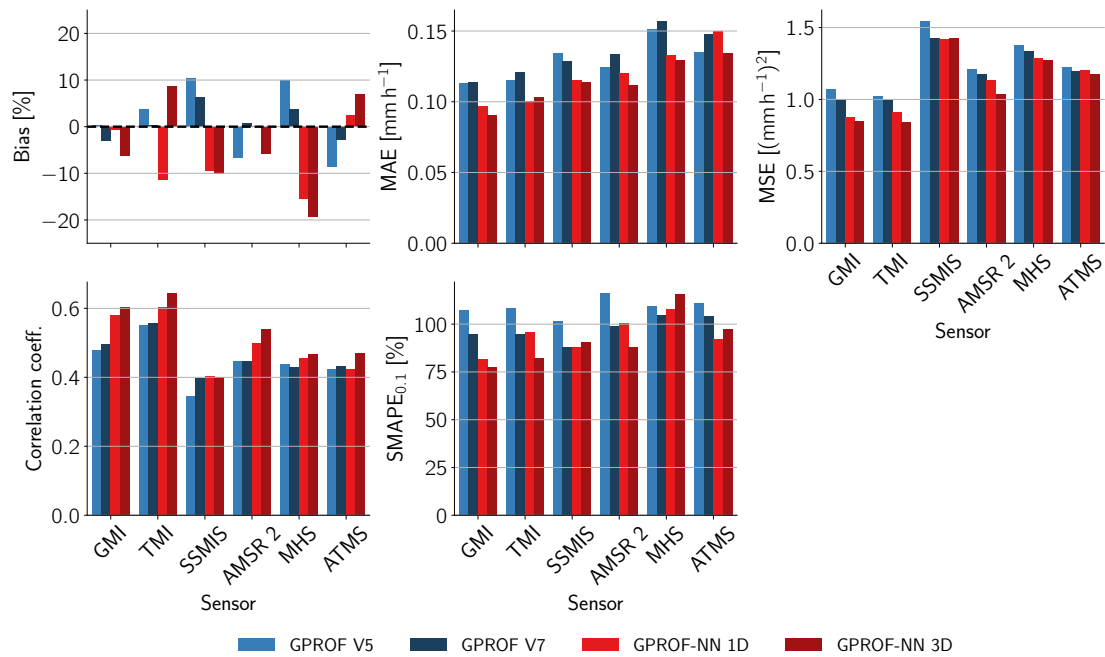 Bias [%]
20
10
0
−10
−20
MAE [mm h⁻¹]
0.15
0.10
0.05
0.00
MSE [(mm h⁻¹)²]
1.5
1.0
0.5
0.0
GMI
TMI
SSMIS
AMSR 2
MHS
ATMS
Sensor
Correlation coeff.
0.6
0.4
0.2
0.0
GMI
TMI
SSMIS
AMSR 2
MHS
ATMS
Sensor
SMAPE₀.₁ [%]
100
75
50
25
0
GMI
TMI
SSMIS
AMSR 2
MHS
ATMS
Sensor
GPROF V5
GPROF V7
GPROF-NN 1D
GPROF-NN 3D